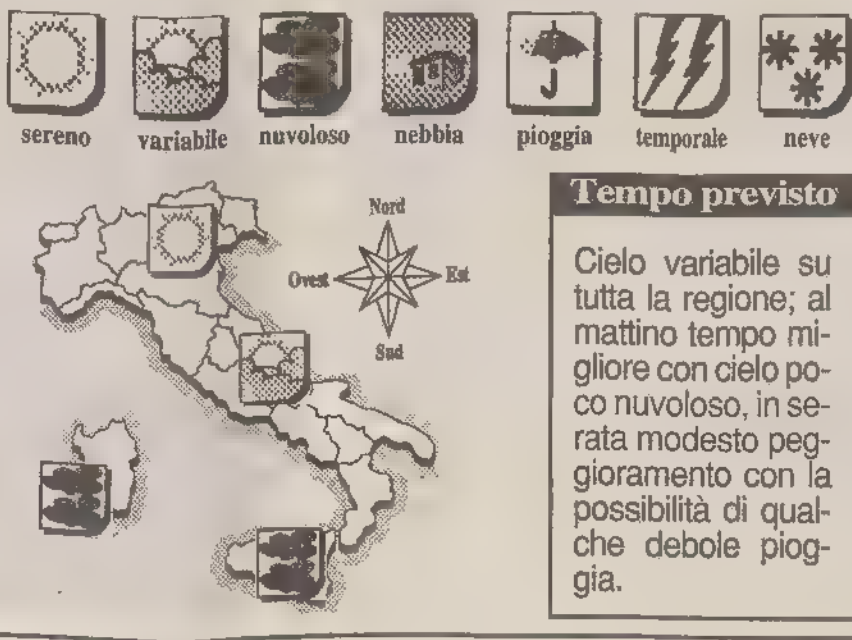 sereno variabile nuvoloso nebbia pioggia temporale neve
Nord
Ovest Est
Sud
Tempo previsto
Cielo variabile su
tutta la regione; al
mattino tempo mi-
gliore con cielo po-
co nuvoloso, in se-
rata modesto peg-
gioramento con la
possibilità di qual-
che debole piog-
gia.